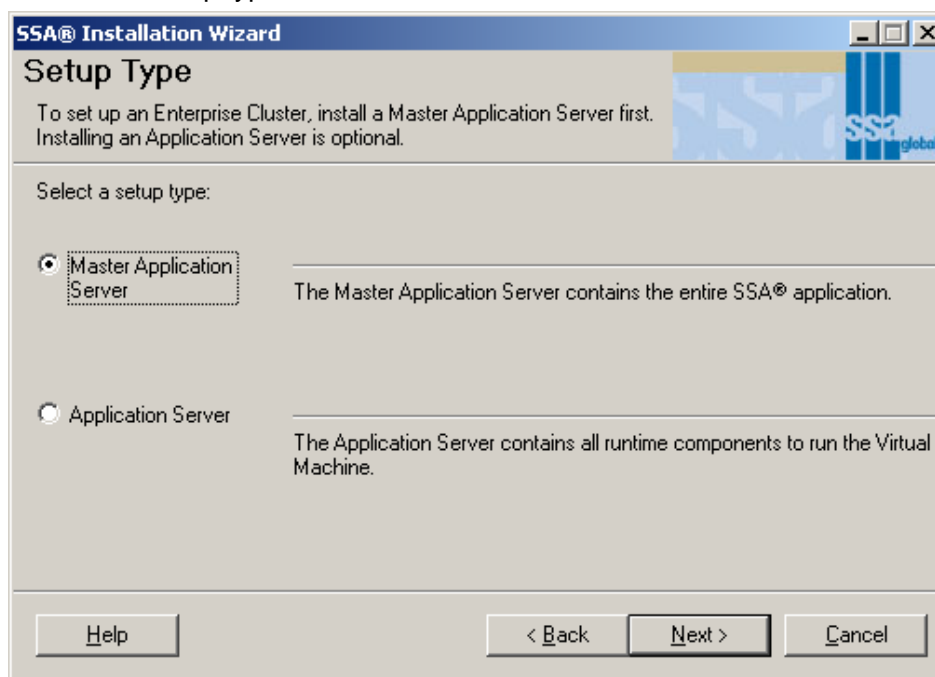 SSA® Installation Wizard
Setup Type
To set up an Enterprise Cluster, install a Master Application Server first.
Installing an Application Server is optional.
ssa global
Select a setup type:
Master Application
Server
The Master Application Server contains the entire SSA® application.
Application Server
The Application Server contains all runtime components to run the Virtual
Machine.
Help
< Back
Next >
Cancel